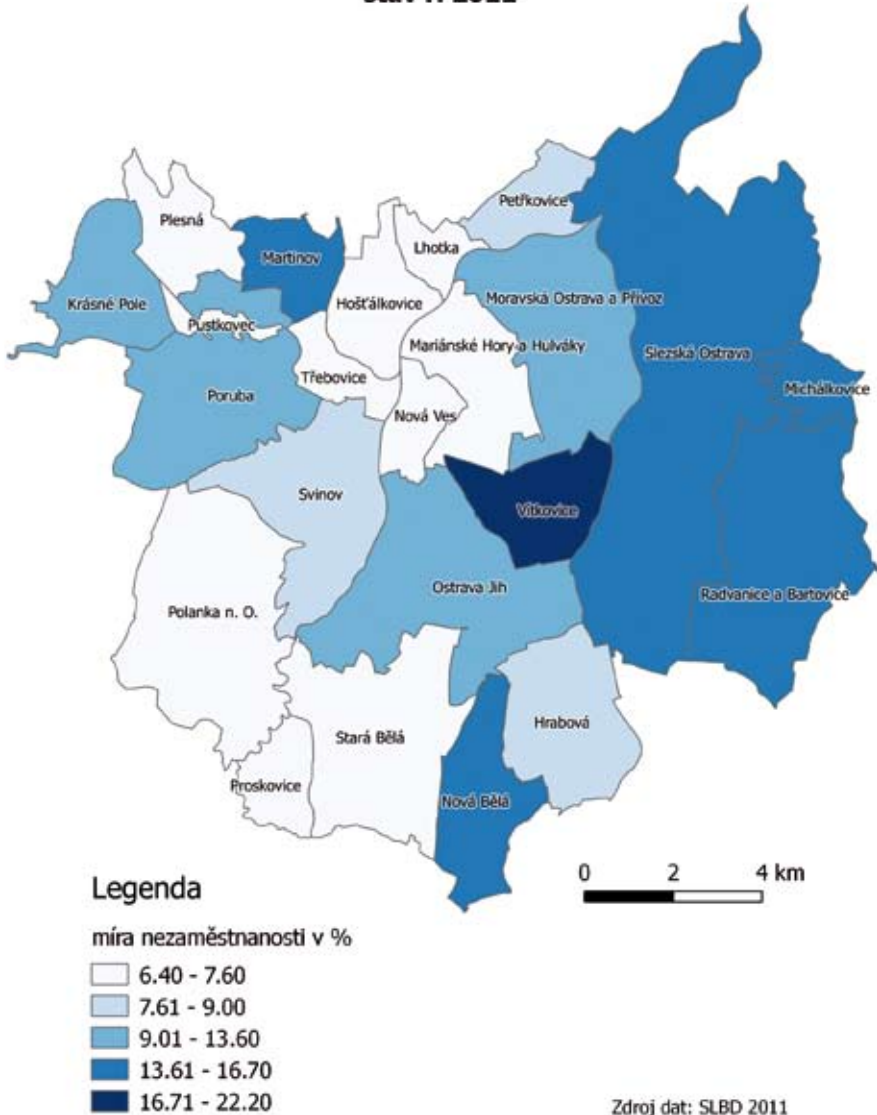 Plesná
Petřkovice
Martinov
Lhotka
Krásné Pole
Hošťálkovice
Moravská Ostrava a Přívoz
Pustkovec
Mariánské Hory a Hulváky
Slezská Ostrava
Třebovice
Michálkovice
Poruba
Nová Ves
Svinov
Vítkovice
Ostrava Jih
Radvanice a Bartovice
Polanka n. O.
Hrabová
Stará Bělá
Proskovice
Nová Bělá
0 2 4 km
Legenda
míra nezaměstnanosti v %
6.40 - 7.60
7.61 - 9.00
9.01 - 13.60
13.61 - 16.70
16.71 - 22.20
Zdroj dat: SLBD 2011